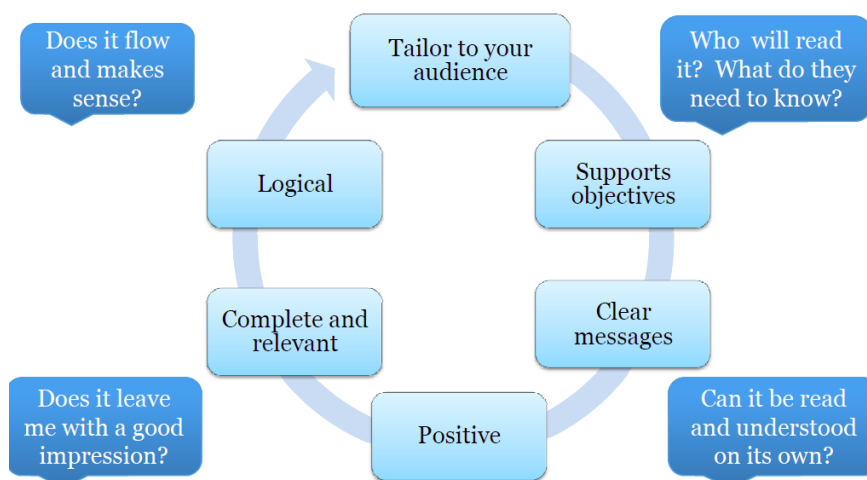 Does it flow
and makes
sense?
Tailor to your
audience
Who will read
it? What do they
need to know?
Logical
Supports
objectives
Complete and
relevant
Clear
messages
Does it leave
me with a good
impression?
Positive
Can it be read
and understood
on its own?